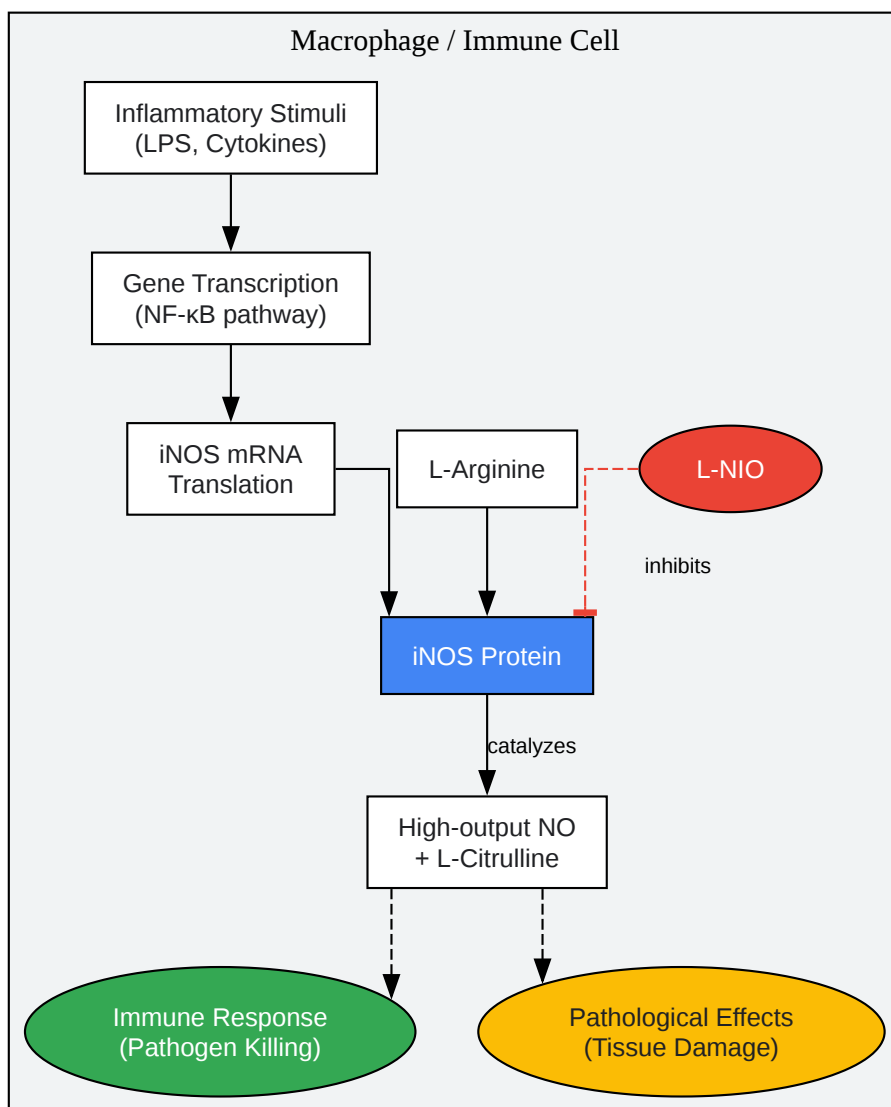 Macrophage / Immune Cell
Inflammatory Stimuli
(LPS, Cytokines)
Gene Transcription
(NF-κB pathway)
iNOS mRNA
Translation
L-Arginine
L-NIO
inhibits
iNOS Protein
catalyzes
High-output NO
+ L-Citrulline
Immune Response
(Pathogen Killing)
Pathological Effects
(Tissue Damage)